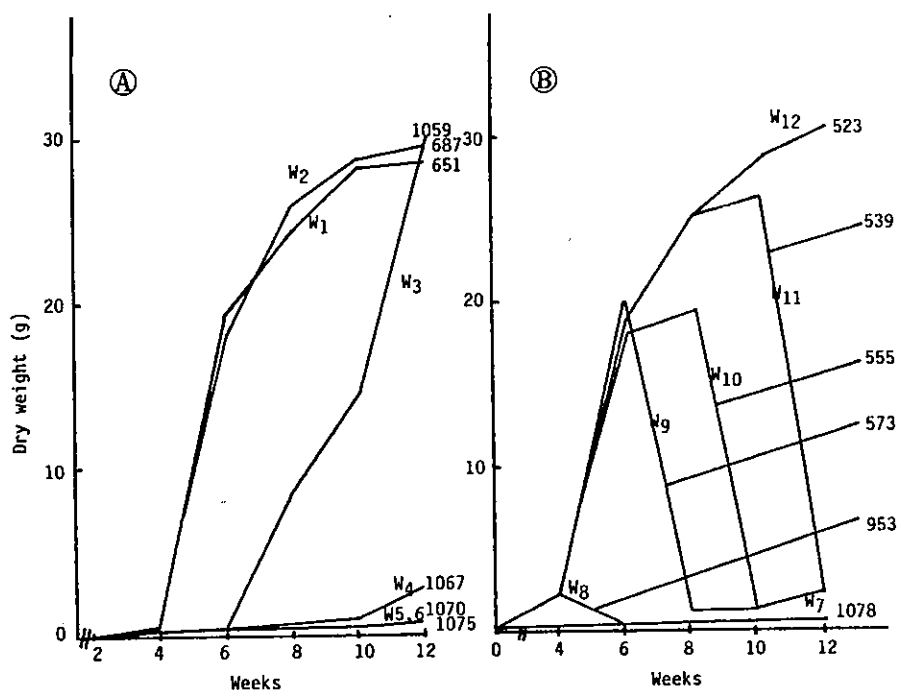 Ⓐ
Dry weight (g)
30
20
10
0
1059
687
651
W2
W1
W3
W4 1067
W5,6 1070
1075
2 4 6 8 10 12
Weeks
Ⓑ
30
20
10
W12 523
539
W11
555
W10
573
W9
953
W8
W7
1078
0 4 6 8 10 12
Weeks